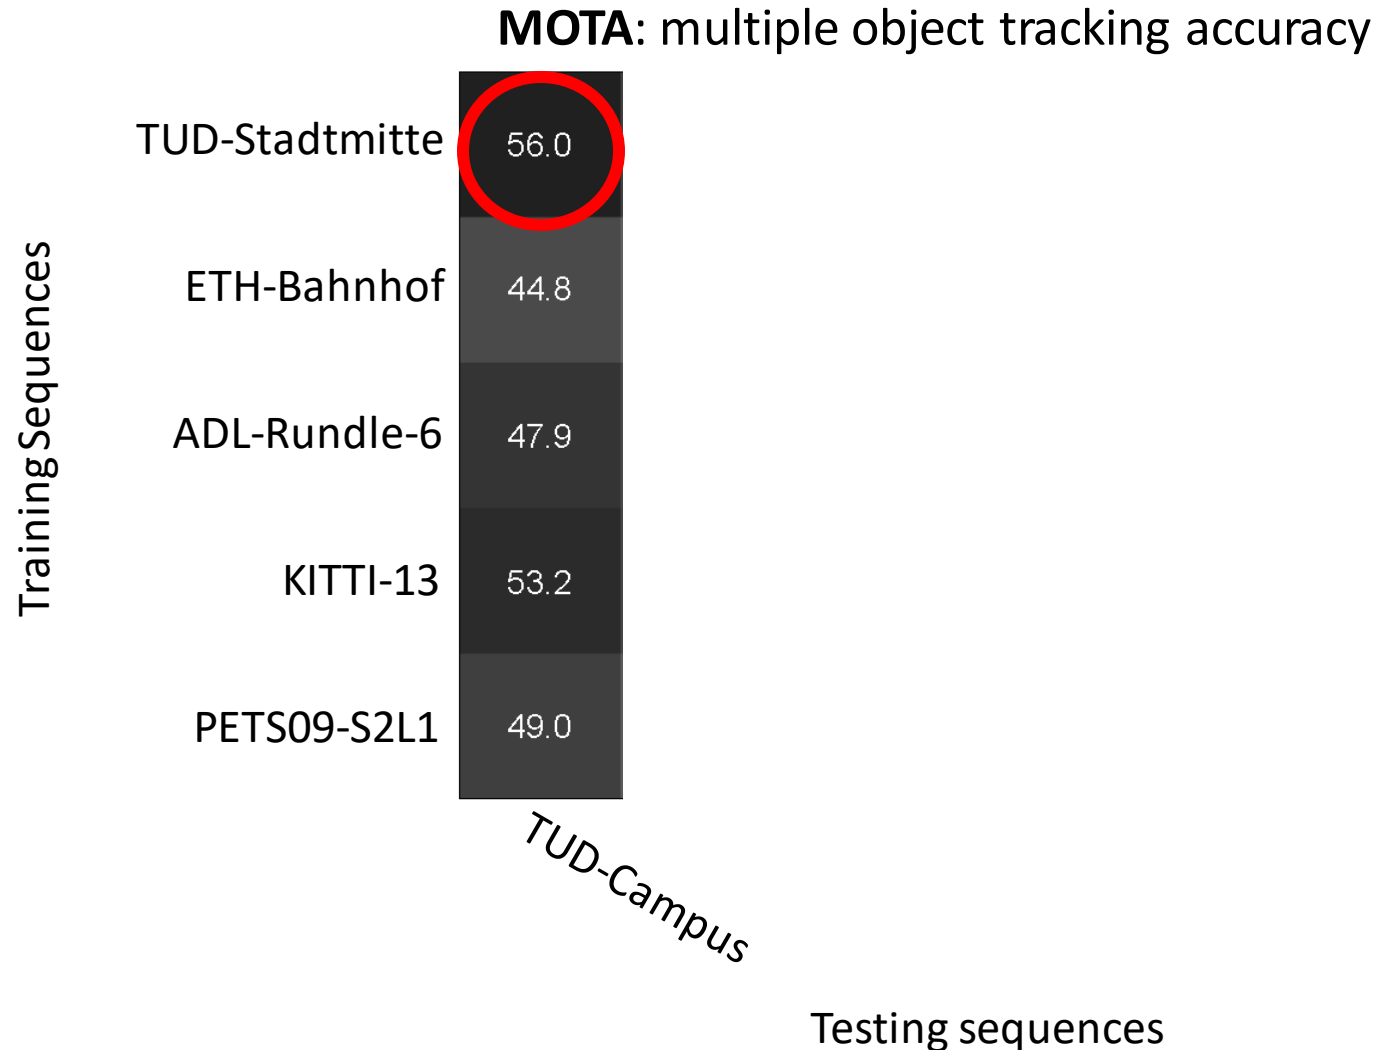 MOTA: multiple object tracking accuracy
TUD-Stadtmitte 56.0
ETH-Bahnhof 44.8
ADL-Rundle-6 47.9
KITTI-13 53.2
PETS09-S2L1 49.0
Training Sequences
TUD-Campus
Testing sequences